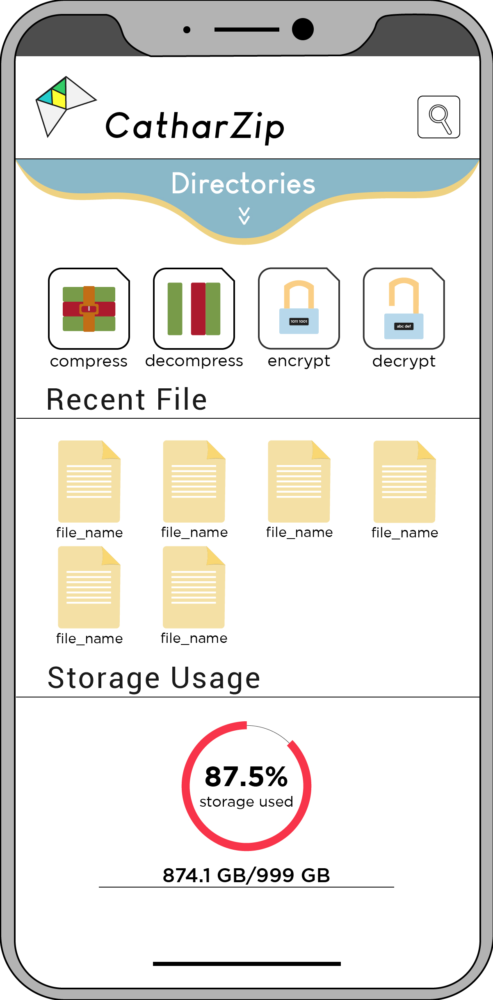 CatharZip
Directories
1011 1001
abc def
compress decompress encrypt decrypt
Recent File
file_name file_name file_name file_name
file_name file_name
Storage Usage
87.5%
storage used
874.1 GB/999 GB